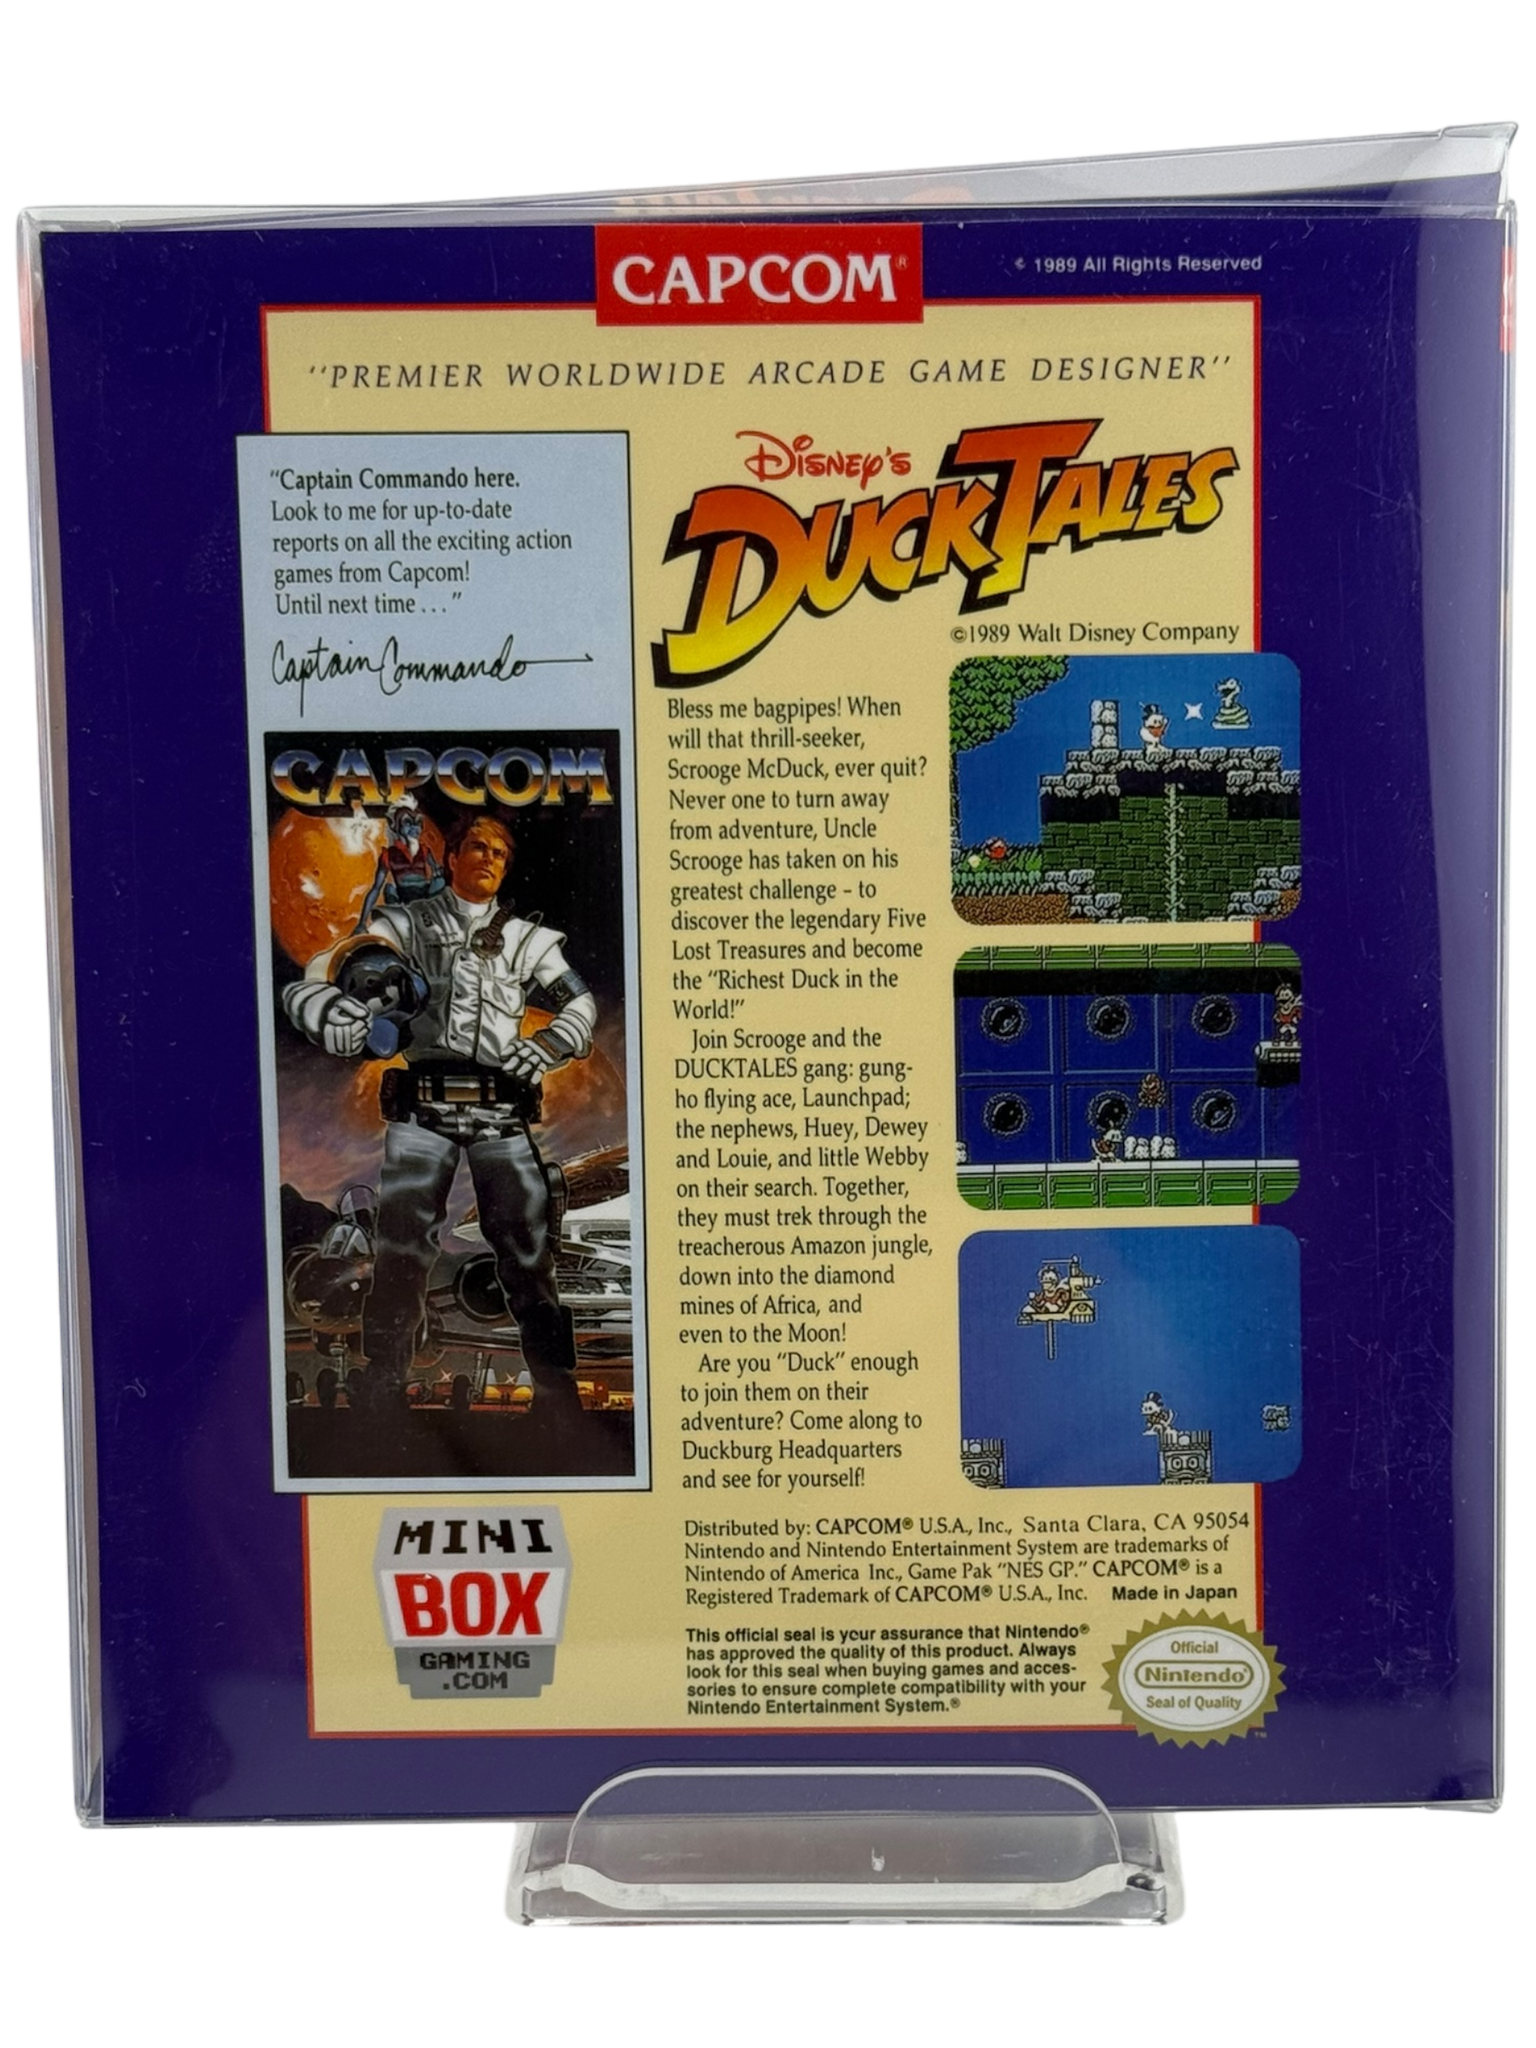 CAPCOM®
© 1989 All Rights Reserved
''PREMIER WORLDWIDE ARCADE GAME DESIGNER''
"Captain Commando here.
Look to me for up-to-date
reports on all the exciting action
games from Capcom!
Until next time . . . "
Captain Commando
CAPCOM
DISNEY'S
DUCKTALES
©1989 Walt Disney Company
Bless me bagpipes! When
will that thrill-seeker,
Scrooge McDuck, ever quit?
Never one to turn away
from adventure, Uncle
Scrooge has taken on his
greatest challenge – to
discover the legendary Five
Lost Treasures and become
the "Richest Duck in the
World!"
Join Scrooge and the
DUCKTALES gang: gung-
ho flying ace, Launchpad;
the nephews, Huey, Dewey
and Louie, and little Webby
on their search. Together,
they must trek through the
treacherous Amazon jungle,
down into the diamond
mines of Africa, and
even to the Moon!
Are you "Duck" enough
to join them on their
adventure? Come along to
Duckburg Headquarters
and see for yourself!
MINI
BOX
GAMING
.COM
Distributed by: CAPCOM® U.S.A., Inc., Santa Clara, CA 95054
Nintendo and Nintendo Entertainment System are trademarks of
Nintendo of America Inc., Game Pak "NES GP." CAPCOM® is a
Registered Trademark of CAPCOM® U.S.A., Inc. Made in Japan
This official seal is your assurance that Nintendo®
has approved the quality of this product. Always
look for this seal when buying games and acces-
sories to ensure complete compatibility with your
Nintendo Entertainment System.®
Official
Nintendo®
Seal of Quality
TM